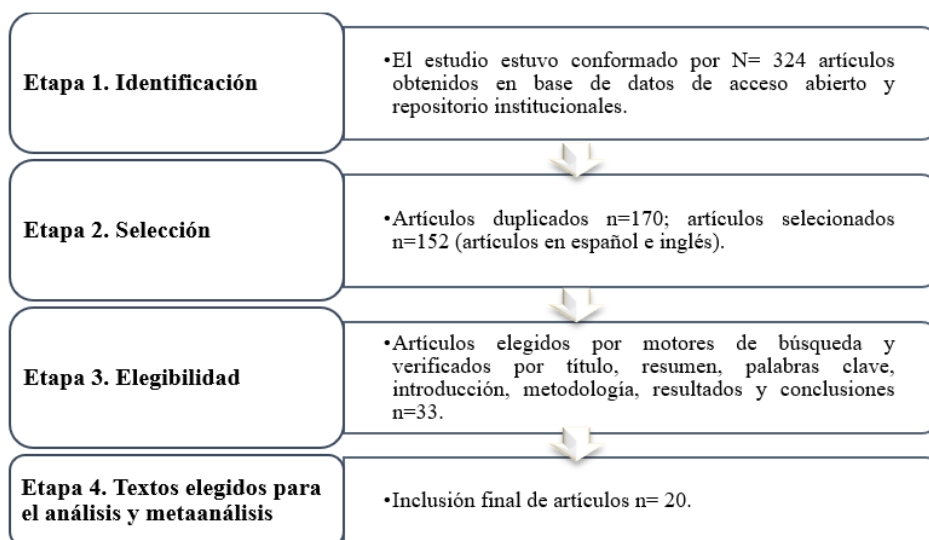 Etapa 1. Identificación
•El estudio estuvo conformado por N= 324 artículos
obtenidos en base de datos de acceso abierto y
repositorio institucionales.
Etapa 2. Selección
•Artículos duplicados n=170; artículos selecionados
n=152 (artículos en español e inglés).
Etapa 3. Elegibilidad
•Artículos elegidos por motores de búsqueda y
verificados por título, resumen, palabras clave,
introducción, metodología, resultados y conclusiones
n=33.
Etapa 4. Textos elegidos para
el análisis y metaanálisis
•Inclusión final de artículos n= 20.